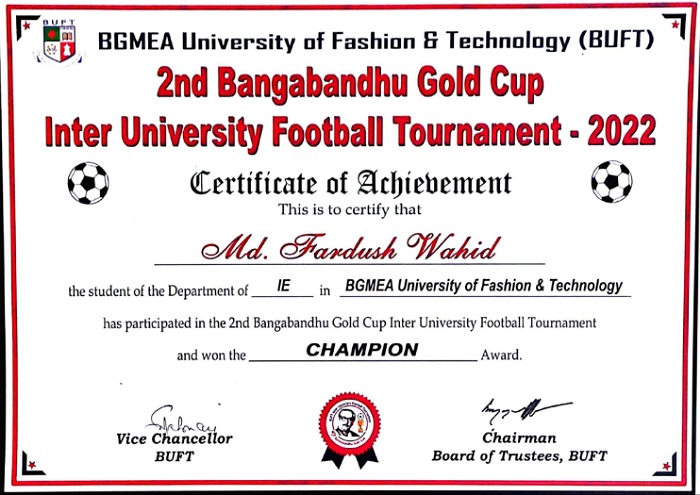 BUFT
BGMEA University of Fashion & Technology (BUFT)
2nd Bangabandhu Gold Cup
Inter University Football Tournament - 2022
Certificate of Achievement
This is to certify that
Md. Fardush Wahid
the student of the Department of IE in BGMEA University of Fashion & Technology
has participated in the 2nd Bangabandhu Gold Cup Inter University Football Tournament
and won the CHAMPION Award.
Vice Chancellor
BUFT
Chairman
Board of Trustees, BUFT